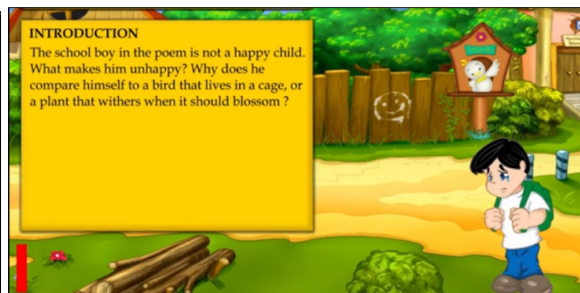 INTRODUCTION
The school boy in the poem is not a happy child.
What makes him unhappy? Why does he
compare himself to a bird that lives in a cage, or
a plant that withers when it should blossom ?